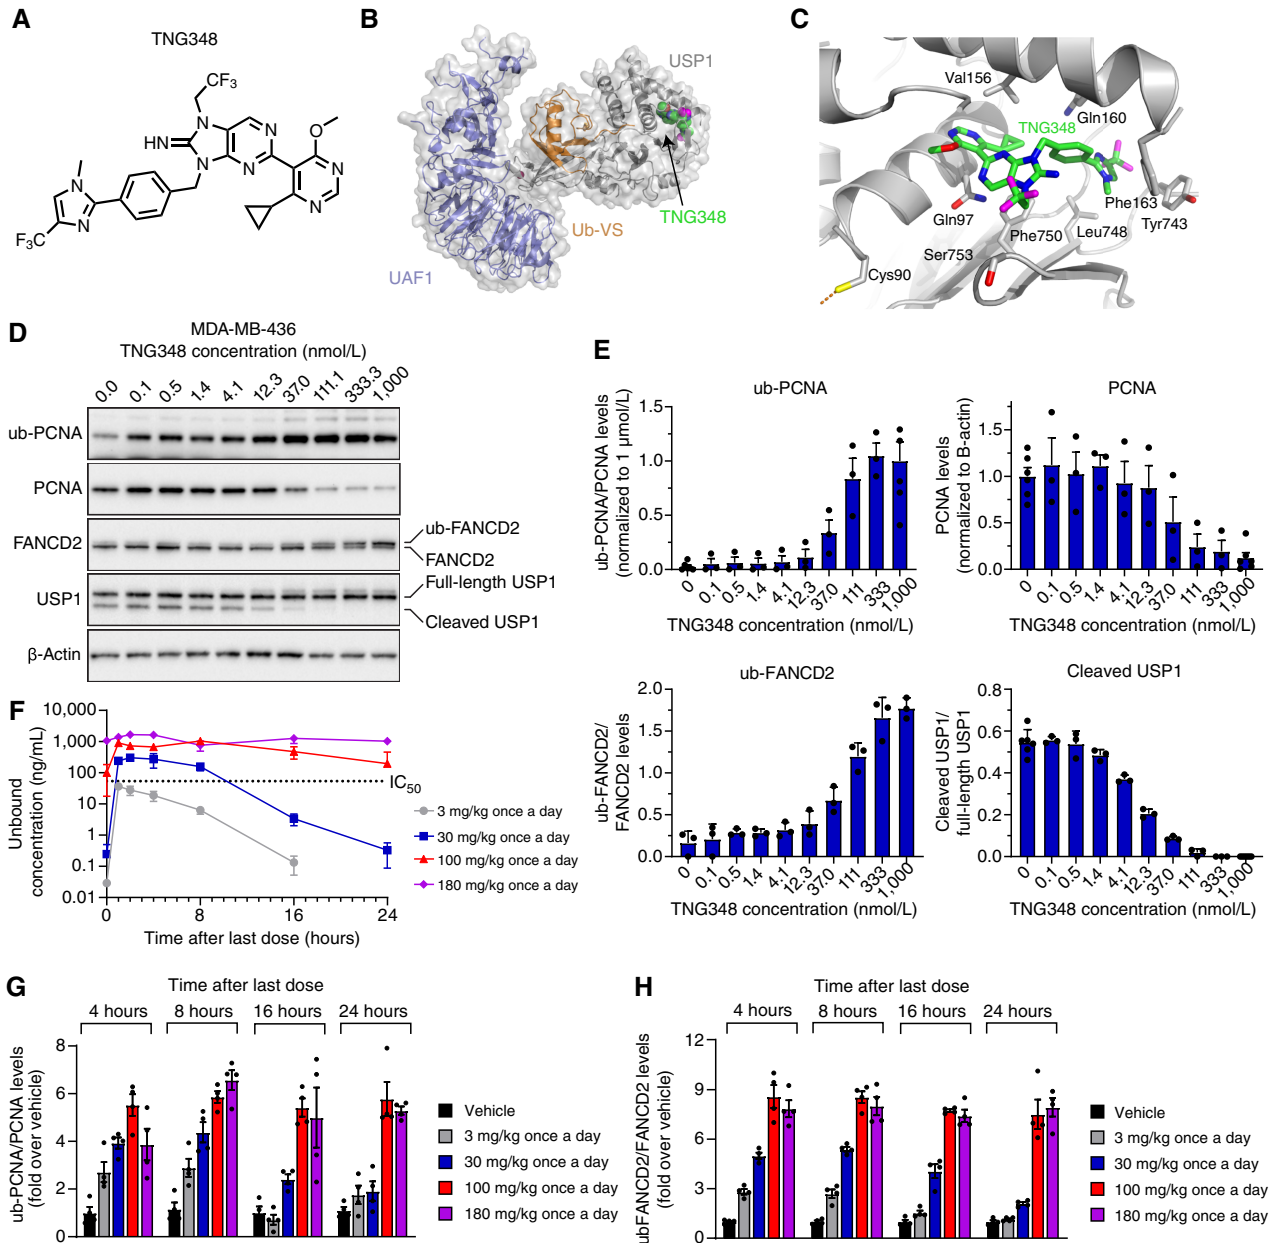 A
TNG348
CF3
N
N
N
HN
N
N
N
O
N
N
N
N
F3C
B
USP1
TNG348
Ub-VS
UAF1
C
Val156
Gln160
TNG348
Gln97
Phe163
Tyr743
Leu748
Phe750
Ser753
Cys90
D
MDA-MB-436
TNG348 concentration (nmol/L)
0.0 0.1 0.5 1.4 4.1 12.3 37.0 111.1 333.3 1,000
ub-PCNA
PCNA
FANCD2
ub-FANCD2
FANCD2
USP1
Full-length USP1
Cleaved USP1
β-Actin
E
ub-PCNA
ub-PCNA/PCNA levels
(normalized to 1 μmol/L)
1.5
1.0
0.5
0.0
0 0.1 0.5 1.4 4.1 12.3 37.0 111 333 1,000
TNG348 concentration (nmol/L)
PCNA
PCNA levels
(normalized to B-actin)
1.5
1.0
0.5
0.0
0 0.1 0.5 1.4 4.1 12.3 37.0 111 333 1,000
TNG348 concentration (nmol/L)
ub-FANCD2
ub-FANCD2/
FANCD2 levels
2.0
1.5
1.0
0.5
0.0
0 0.1 0.5 1.4 4.1 12.3 37.0 111 333 1,000
TNG348 concentration (nmol/L)
Cleaved USP1
Cleaved USP1/
full-length USP1
0.8
0.6
0.4
0.2
0.0
0 0.1 0.5 1.4 4.1 12.3 37.0 111 333 1,000
TNG348 concentration (nmol/L)
F
Unbound
concentration (ng/mL)
10,000
1,000
100
10
1
0.1
0.01
0 8 16 24
Time after last dose (hours)
IC50
3 mg/kg once a day
30 mg/kg once a day
100 mg/kg once a day
180 mg/kg once a day
G
Time after last dose
4 hours 8 hours 16 hours 24 hours
ub-PCNA/PCNA levels
(fold over vehicle)
8
6
4
2
0
Vehicle
3 mg/kg once a day
30 mg/kg once a day
100 mg/kg once a day
180 mg/kg once a day
H
Time after last dose
4 hours 8 hours 16 hours 24 hours
ubFANCD2/FANCD2 levels
(fold over vehicle)
12
9
6
3
0
Vehicle
3 mg/kg once a day
30 mg/kg once a day
100 mg/kg once a day
180 mg/kg once a day